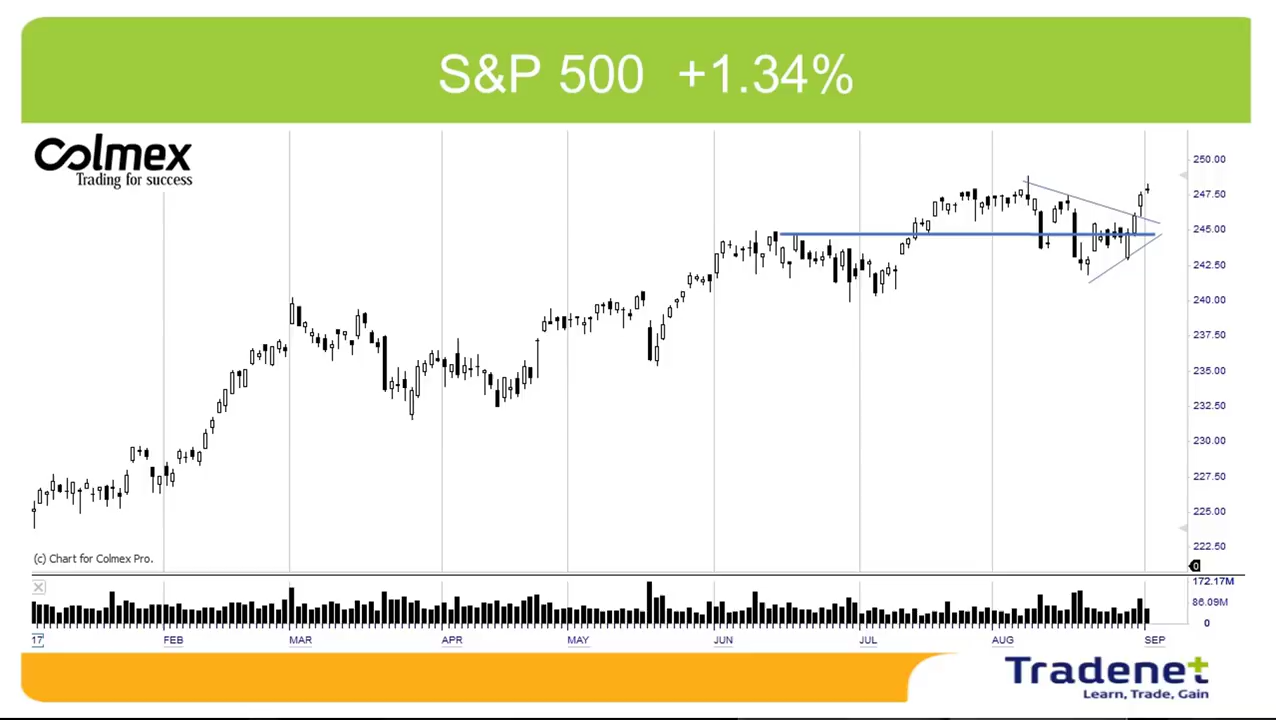 S&P 500 +1.34%
Colmex
Trading for success
250.00
247.50
245.00
242.50
240.00
237.50
235.00
232.50
230.00
227.50
225.00
222.50
(c) Chart for Colmex Pro.
0
172.17M
86.09M
0
17 FEB MAR APR MAY JUN JUL AUG SEP
Tradenet
Learn, Trade, Gain